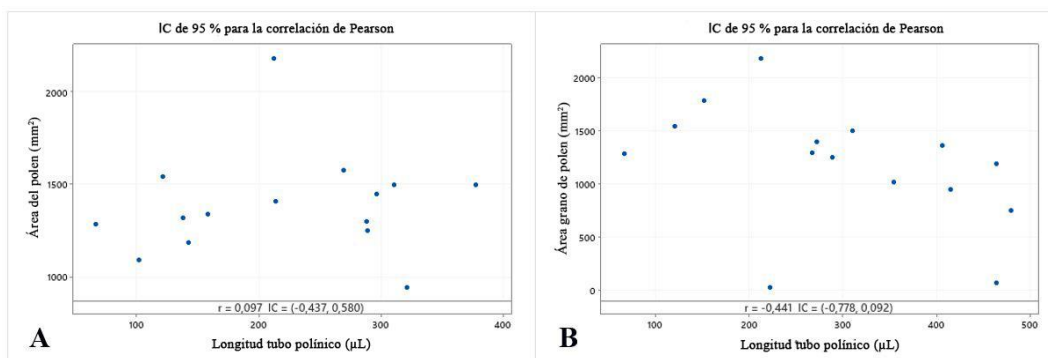 IC de 95 % para la correlación de Pearson
Área del polen (mm²)
2000
1500
1000
r = 0,097 IC = (-0,437, 0,580)
100
200
300
400
Longitud tubo polínico (µL)
A
IC de 95 % para la correlación de Pearson
Área grano de polen (mm²)
2000
1500
1000
500
0
r = -0,441 IC = (-0,778, 0,092)
100
200
300
400
500
Longitud tubo polínico (µL)
B